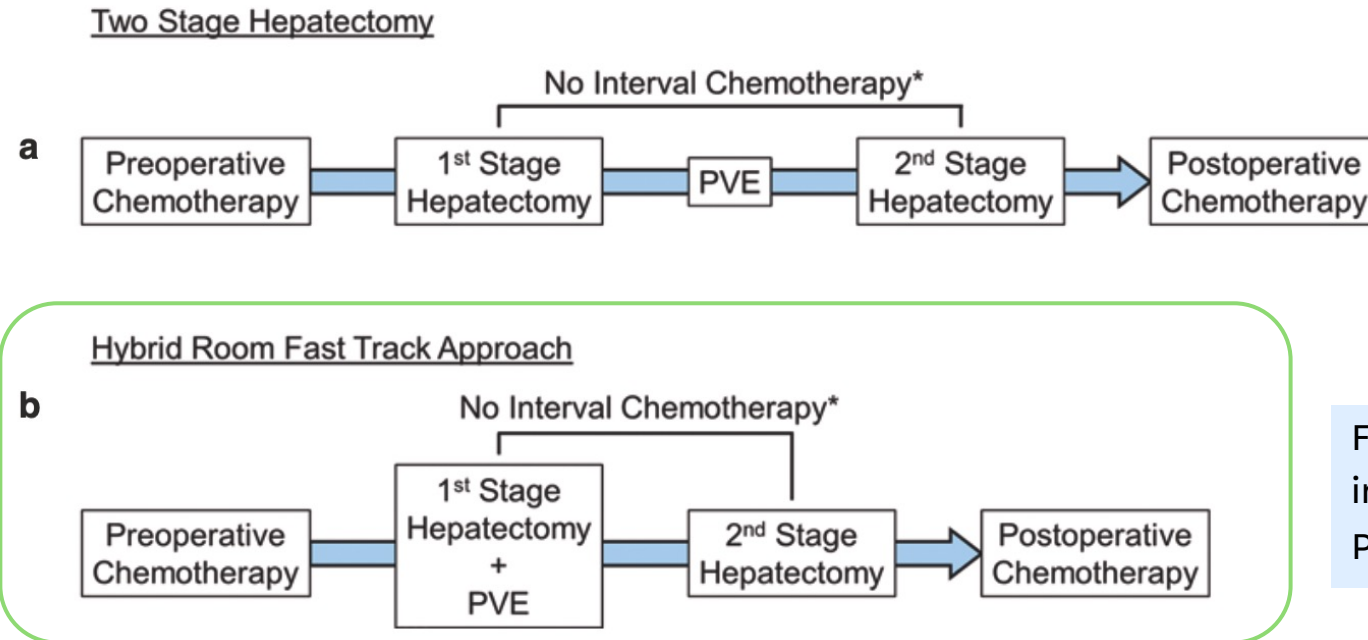 Two Stage Hepatectomy
No Interval Chemotherapy*
a
Preoperative
Chemotherapy
1st Stage
Hepatectomy
PVE
2nd Stage
Hepatectomy
Postoperative
Chemotherapy
Hybrid Room Fast Track Approach
b
No Interval Chemotherapy*
Preoperative
Chemotherapy
1st Stage
Hepatectomy
+
PVE
2nd Stage
Hepatectomy
Postoperative
Chemotherapy